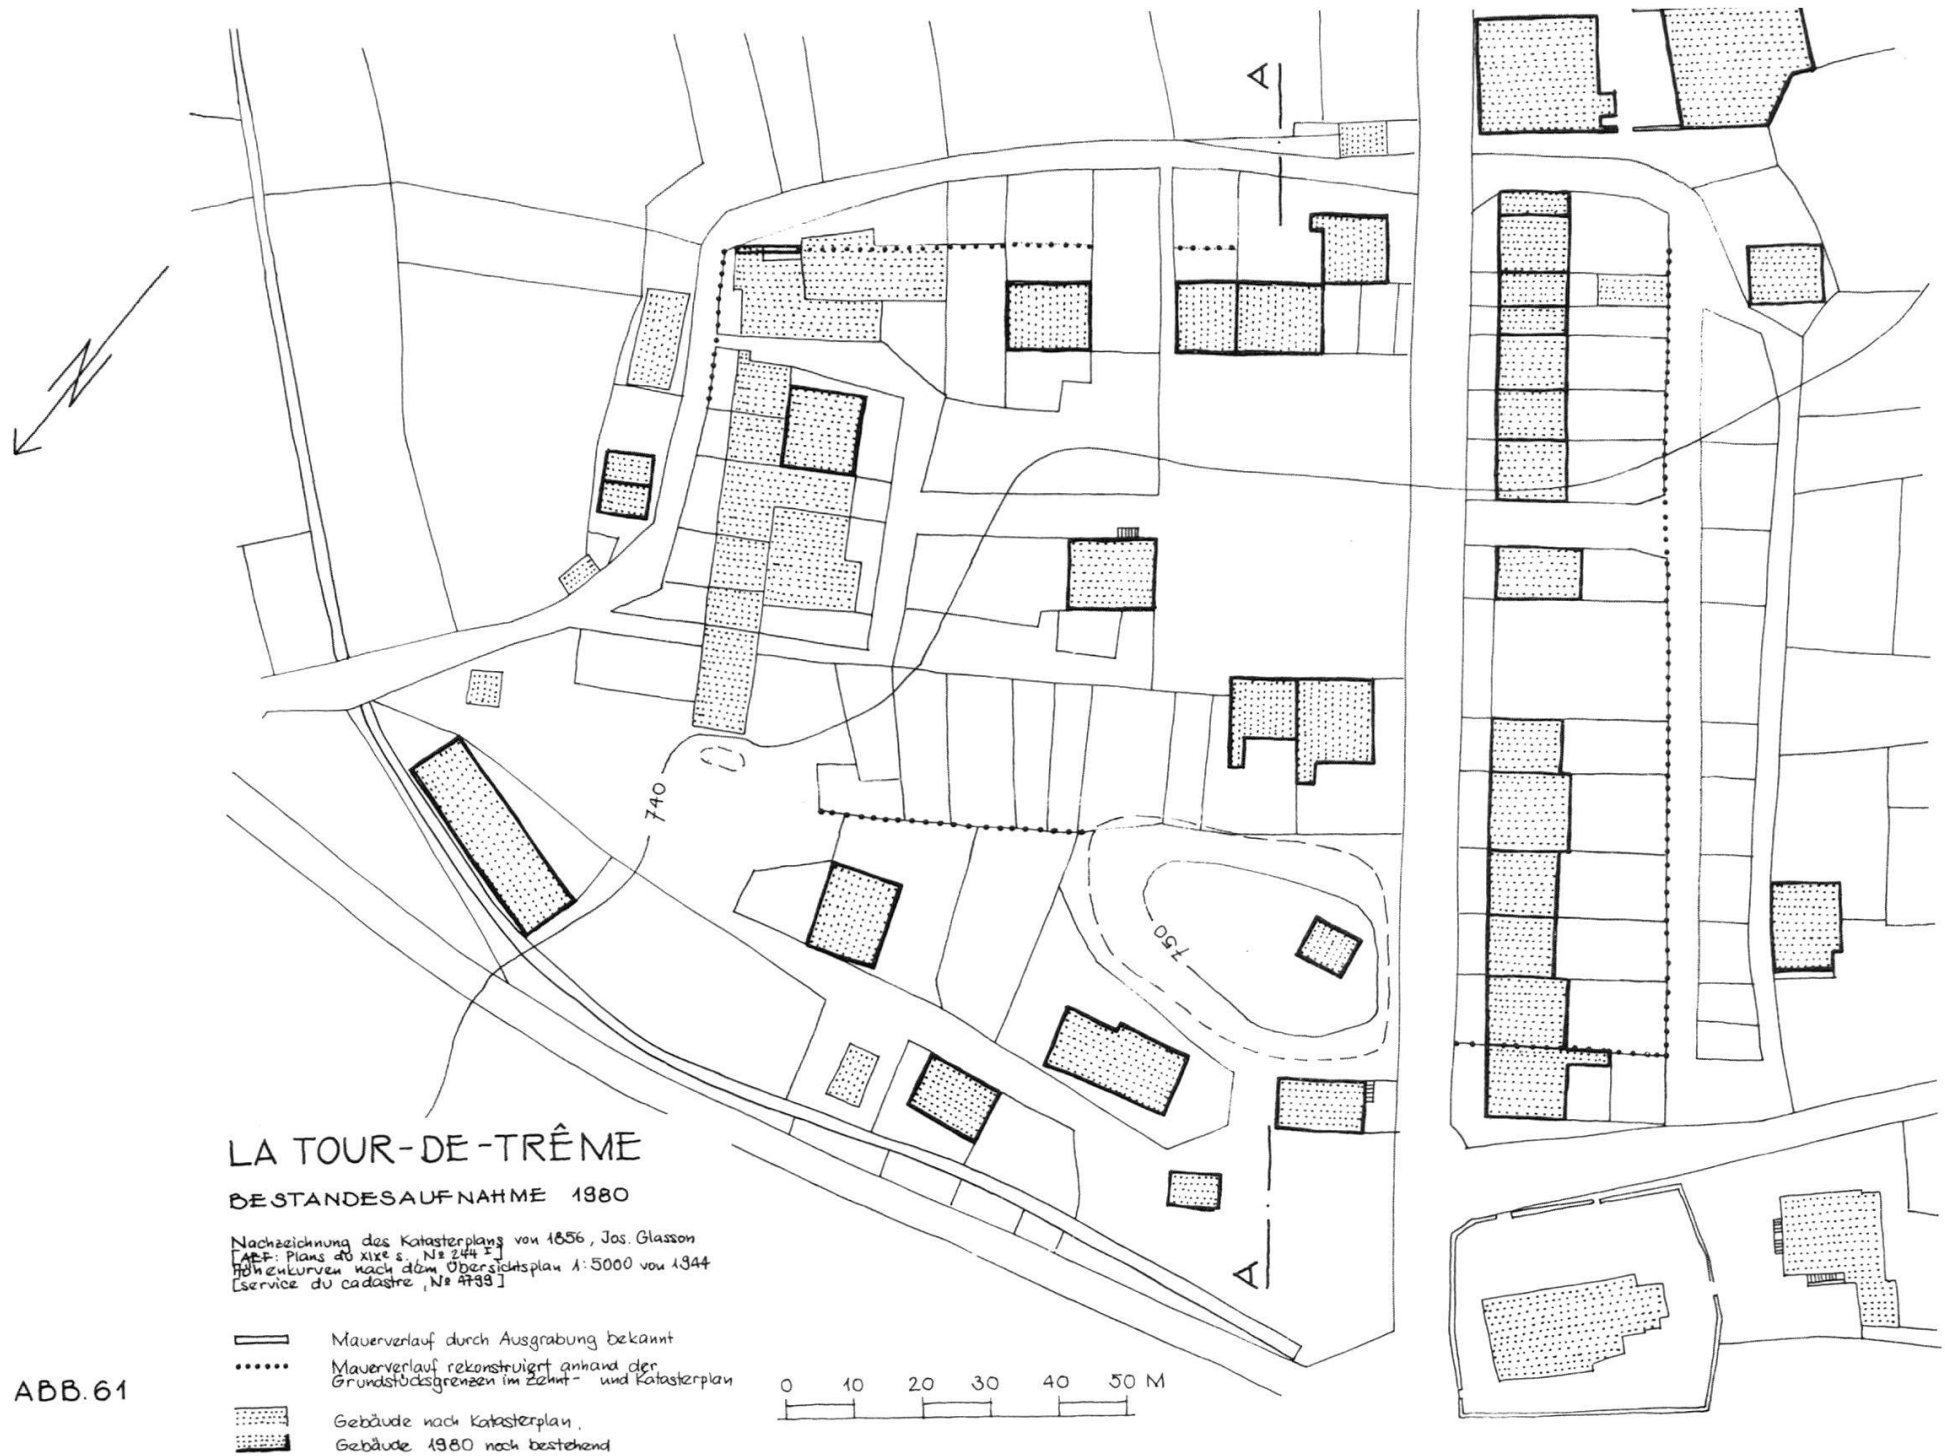 A
740
750
A
LA TOUR-DE-TRÊME
BESTANDESAUFNAHME 1980
Nachzeichnung des Katasterplans von 1856, Jos. Glasson
[AEF: Plans du XIXe s., No 244 I]
Höhenkurven nach dem Übersichtsplan 1:5000 von 1944
[service du cadastre, No 4799]
Mauerverlauf durch Ausgrabung bekannt
Mauerverlauf rekonstruiert anhand der
Grundstücksgrenzen im Zehnt- und Katasterplan
Gebäude nach Katasterplan,
Gebäude 1980 noch bestehend
0 10 20 30 40 50 M
ABB. 61